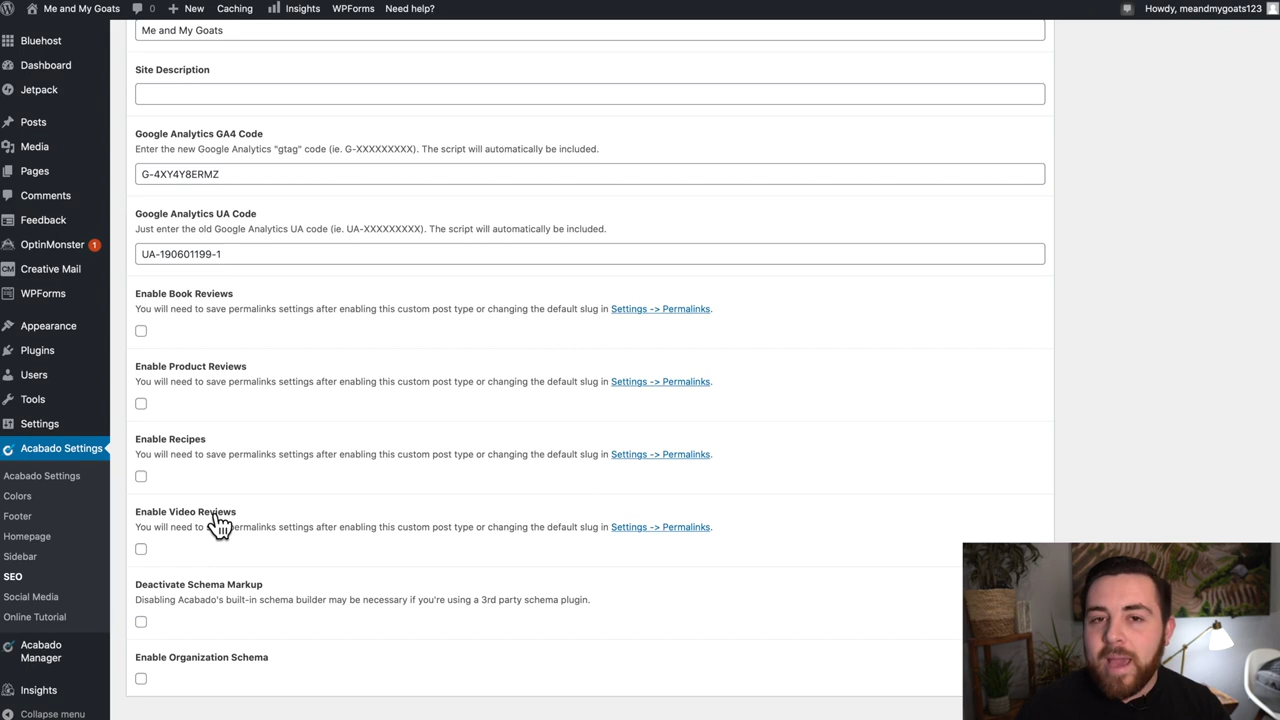 Me and My Goats
0
New
Caching
Insights
WPForms
Need help?
Howdy, meandmygoats123
Bluehost
Dashboard
Jetpack
Posts
Media
Pages
Comments
Feedback
OptinMonster 1
CM Creative Mail
WPForms
Appearance
Plugins
Users
Tools
Settings
Acabado Settings
Acabado Settings
Colors
Footer
Homepage
Sidebar
SEO
Social Media
Online Tutorial
Acabado
Manager
Insights
Collapse menu
Me and My Goats
Site Description
Google Analytics GA4 Code
Enter the new Google Analytics "gtag" code (ie. G-XXXXXXXXX). The script will automatically be included.
G-4XY4Y8ERMZ
Google Analytics UA Code
Just enter the old Google Analytics UA code (ie. UA-XXXXXXXXX). The script will automatically be included.
UA-190601199-1
Enable Book Reviews
You will need to save permalinks settings after enabling this custom post type or changing the default slug in Settings -> Permalinks.
Enable Product Reviews
You will need to save permalinks settings after enabling this custom post type or changing the default slug in Settings -> Permalinks.
Enable Recipes
You will need to save permalinks settings after enabling this custom post type or changing the default slug in Settings -> Permalinks.
Enable Video Reviews
You will need to permalinks settings after enabling this custom post type or changing the default slug in Settings -> Permalinks.
Deactivate Schema Markup
Disabling Acabado's built-in schema builder may be necessary if you're using a 3rd party schema plugin.
Enable Organization Schema